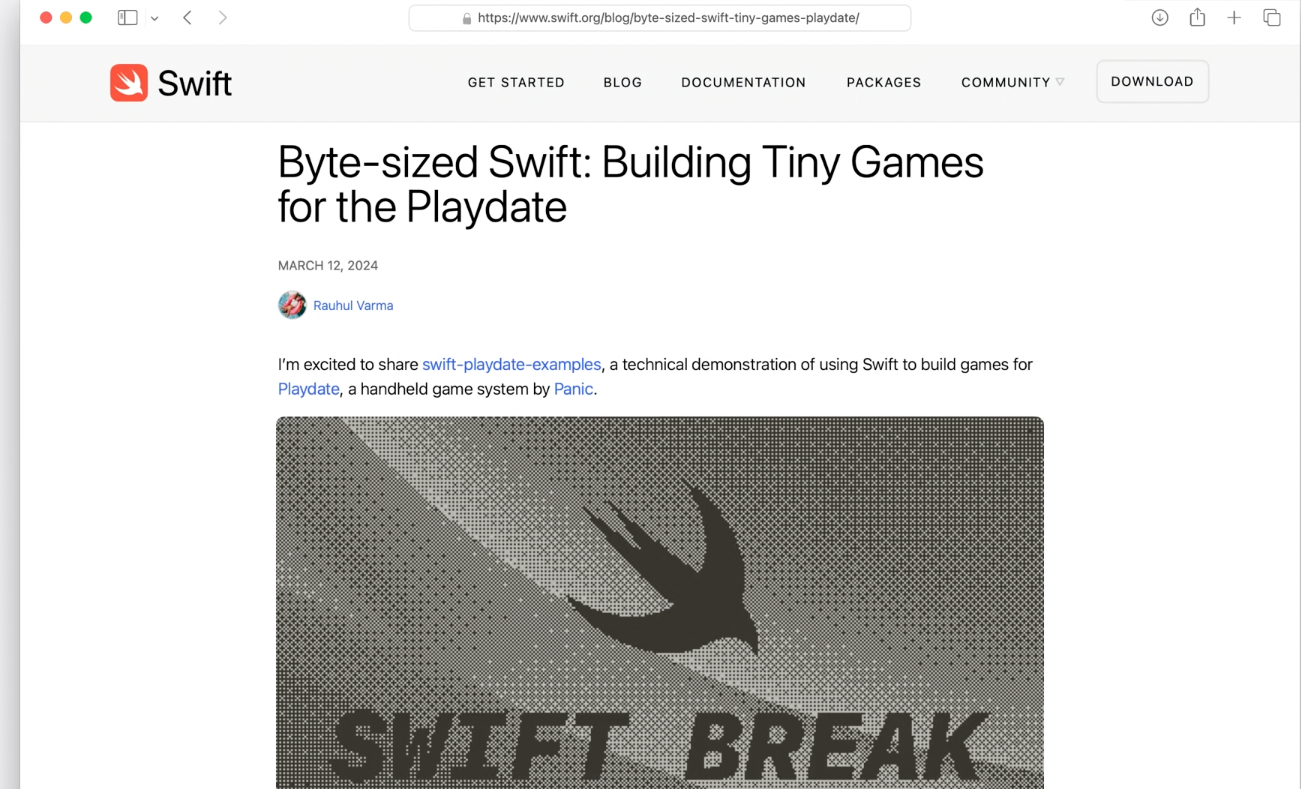 https://www.swift.org/blog/byte-sized-swift-tiny-games-playdate/
Swift
GET STARTED
BLOG
DOCUMENTATION
PACKAGES
COMMUNITY
DOWNLOAD
Byte-sized Swift: Building Tiny Games
for the Playdate
MARCH 12, 2024
Rauhul Varma
I’m excited to share swift-playdate-examples, a technical demonstration of using Swift to build games for
Playdate, a handheld game system by Panic.
SWIFT BREAK